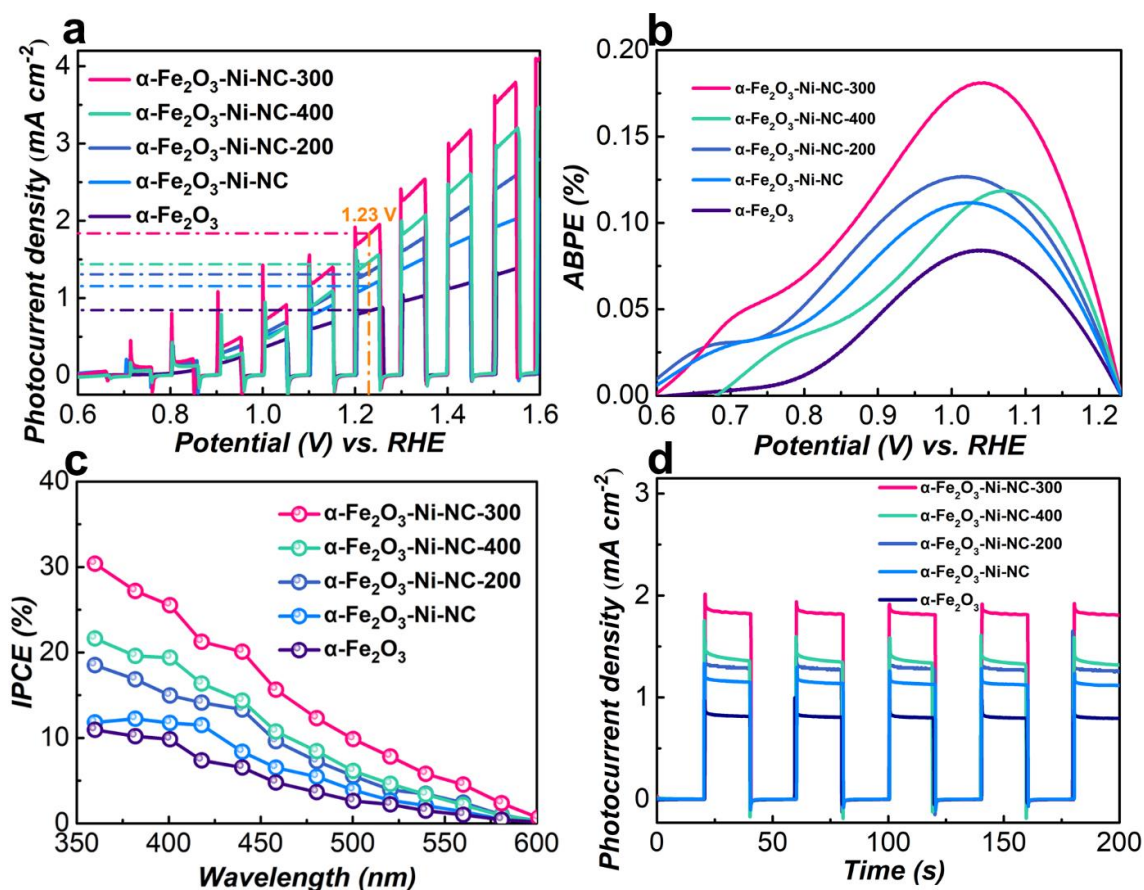 a
Photocurrent density (mA cm⁻²)
4
3
2
1
0
α-Fe₂O₃-Ni-NC-300
α-Fe₂O₃-Ni-NC-400
α-Fe₂O₃-Ni-NC-200
α-Fe₂O₃-Ni-NC
α-Fe₂O₃
1.23 V
0.6 0.8 1.0 1.2 1.4 1.6
Potential (V) vs. RHE
b
ABPE (%)
0.20
0.15
0.10
0.05
0.00
α-Fe₂O₃-Ni-NC-300
α-Fe₂O₃-Ni-NC-400
α-Fe₂O₃-Ni-NC-200
α-Fe₂O₃-Ni-NC
α-Fe₂O₃
0.6 0.7 0.8 0.9 1.0 1.1 1.2
Potential (V) vs. RHE
c
IPCE (%)
40
30
20
10
0
α-Fe₂O₃-Ni-NC-300
α-Fe₂O₃-Ni-NC-400
α-Fe₂O₃-Ni-NC-200
α-Fe₂O₃-Ni-NC
α-Fe₂O₃
350 400 450 500 550 600
Wavelength (nm)
d
Photocurrent density (mA cm⁻²)
3
2
1
0
α-Fe₂O₃-Ni-NC-300
α-Fe₂O₃-Ni-NC-400
α-Fe₂O₃-Ni-NC-200
α-Fe₂O₃-Ni-NC
α-Fe₂O₃
0 50 100 150 200
Time (s)